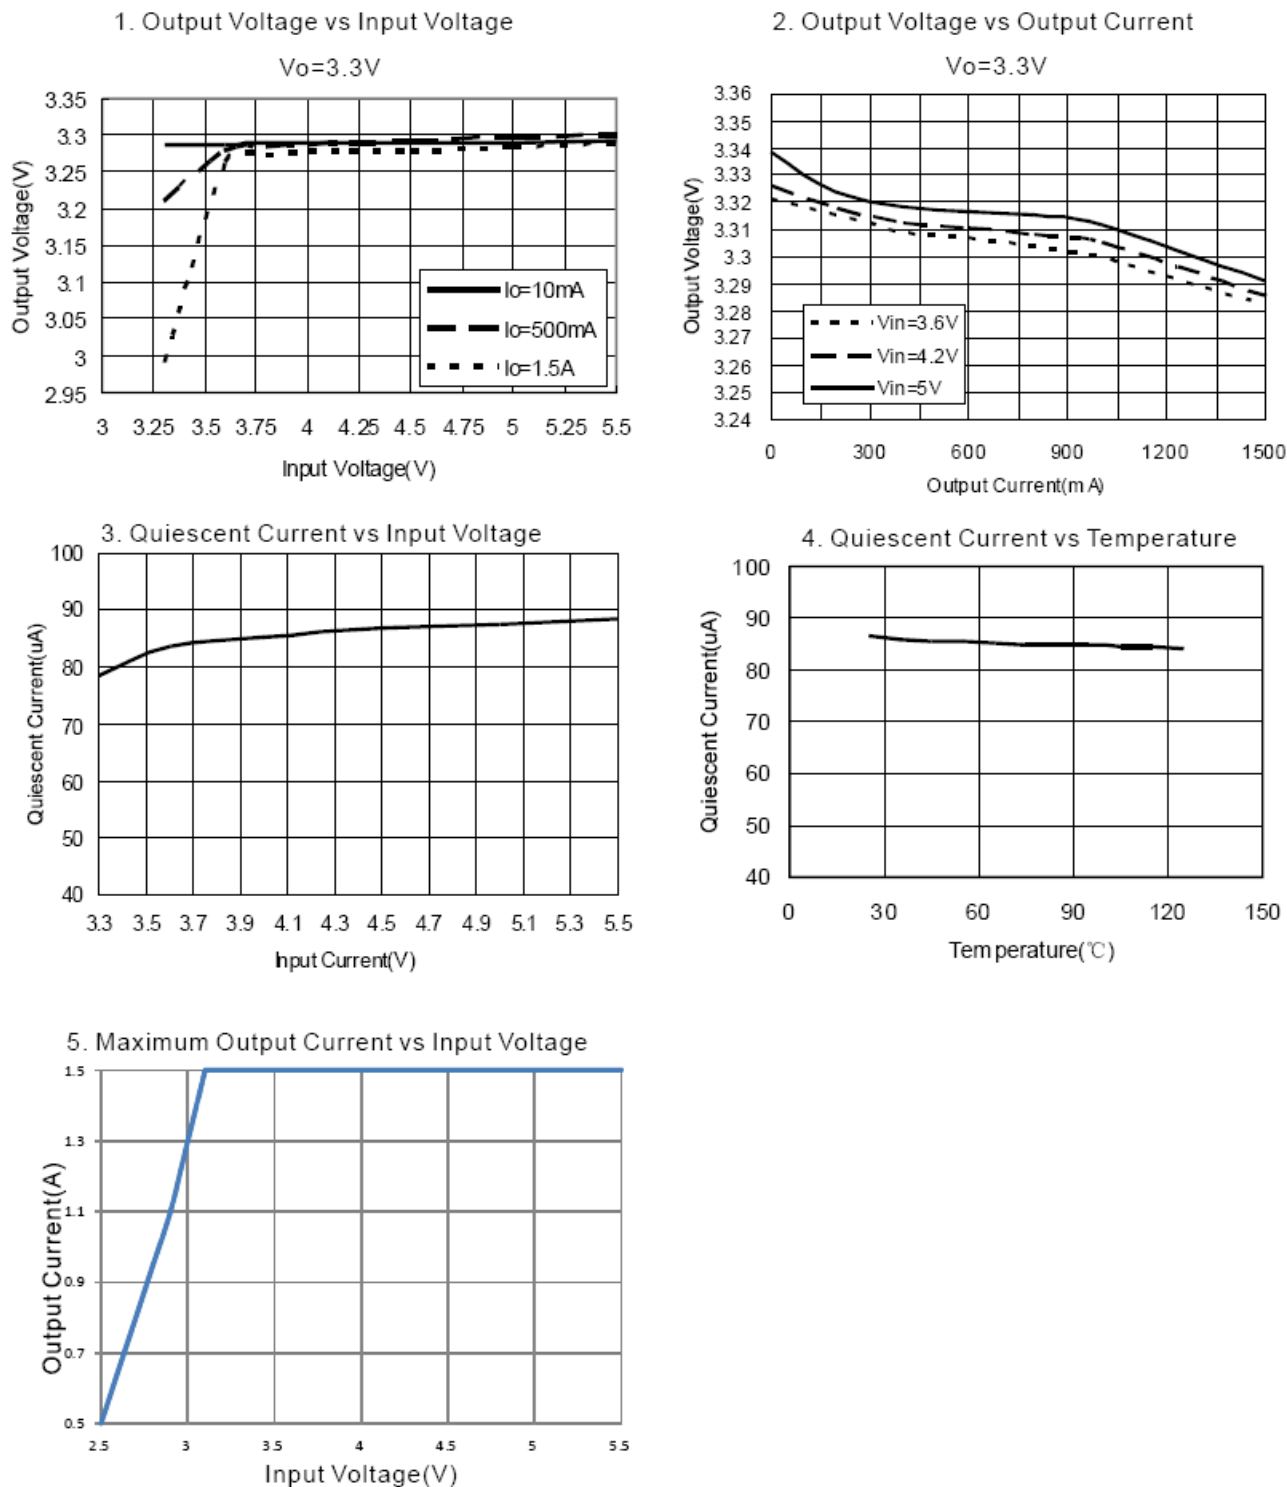 1. Output Voltage vs Input Voltage
Vo=3.3V
3.35
3.3
3.25
3.2
3.15
3.1
3.05
3
2.95
Output Voltage(V)
Io=10mA
Io=500mA
Io=1.5A
3 3.25 3.5 3.75 4 4.25 4.5 4.75 5 5.25 5.5
Input Voltage(V)
2. Output Voltage vs Output Current
Vo=3.3V
3.36
3.35
3.34
3.33
3.32
3.31
3.3
3.29
3.28
3.27
3.26
3.25
3.24
Output Voltage(V)
Vin=3.6V
Vin=4.2V
Vin=5V
0 300 600 900 1200 1500
Output Current(mA)
3. Quiescent Current vs Input Voltage
100
90
80
70
60
50
40
Quiescent Current(uA)
3.3 3.5 3.7 3.9 4.1 4.3 4.5 4.7 4.9 5.1 5.3 5.5
Input Current(V)
4. Quiescent Current vs Temperature
100
90
80
70
60
50
40
Quiescent Current(uA)
0 30 60 90 120 150
Temperature(℃)
5. Maximum Output Current vs Input Voltage
1.5
1.3
1.1
0.9
0.7
0.5
Output Current(A)
2.5 3 3.5 4 4.5 5 5.5
Input Voltage(V)